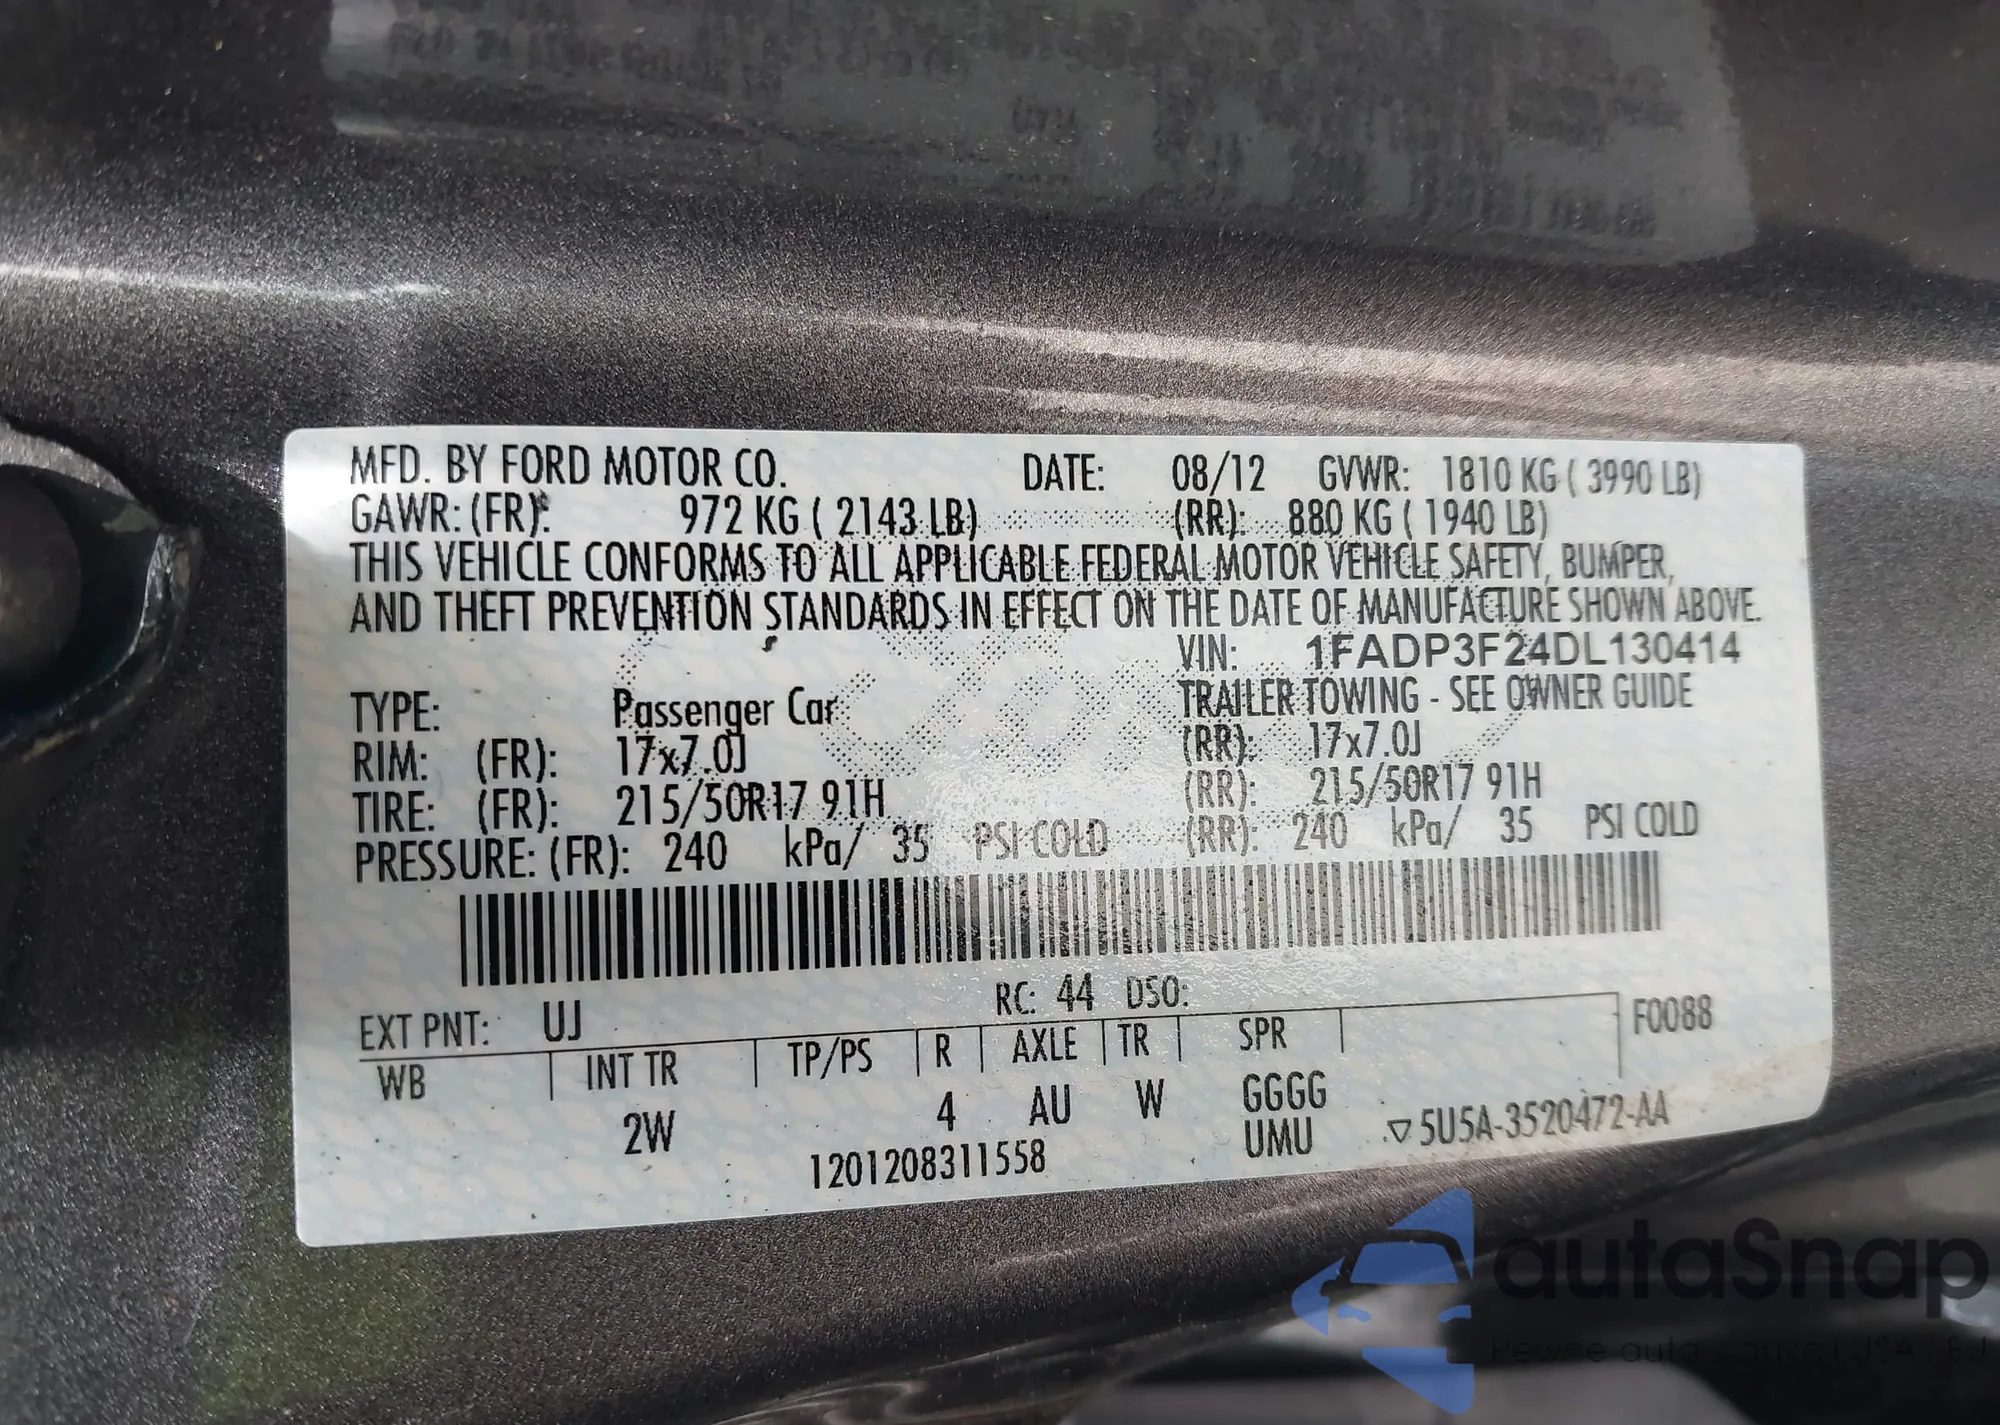 MFD. BY FORD MOTOR CO. DATE: 08/12 GVWR: 1810 KG ( 3990 LB)
GAWR: (FR): 972 KG ( 2143 LB) (RR): 880 KG ( 1940 LB)
THIS VEHICLE CONFORMS TO ALL APPLICABLE FEDERAL MOTOR VEHICLE SAFETY, BUMPER,
AND THEFT PREVENTION STANDARDS IN EFFECT ON THE DATE OF MANUFACTURE SHOWN ABOVE.
VIN: 1FADP3F24DL130414
TYPE: Passenger Car TRAILER TOWING - SEE OWNER GUIDE
RIM: (FR): 17x7.0J (RR): 17x7.0J
TIRE: (FR): 215/50R17 91H (RR): 215/50R17 91H
PRESSURE: (FR): 240 kPa/ 35 PSI COLD (RR): 240 kPa/ 35 PSI COLD
EXT PNT: UJ RC: 44 DSO:
WB INT TR TP/PS R AXLE TR SPR F0088
2W 4 AU W GGGG
UMU ▽5U5A-3520472-AA
1201208311558
autaSnap